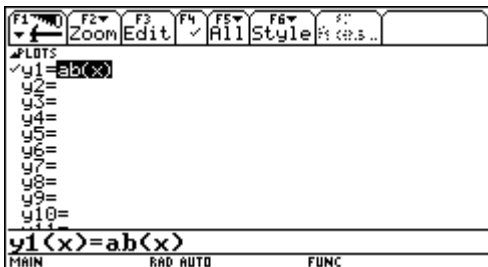 F1 F2 Zoom F3 Edit F4 ✓ F5 All F6 Style
PLOTS
✓y1=ab(x)
y2=
y3=
y4=
y5=
y6=
y7=
y8=
y9=
y10=
y1(x)=ab(x)
MAIN RAD AUTO FUNC